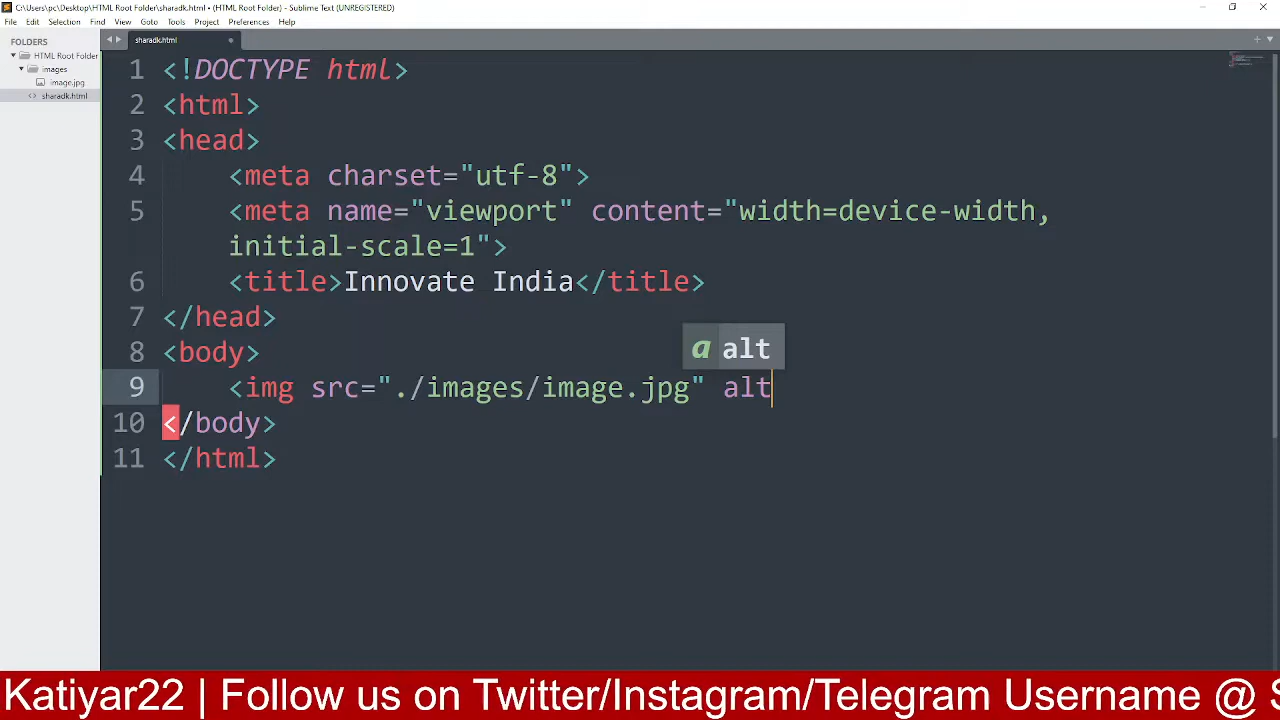 C:\Users\pc\Desktop\HTML Root Folder\sharadk.html • (HTML Root Folder) - Sublime Text (UNREGISTERED)
File Edit Selection Find View Goto Tools Project Preferences Help
FOLDERS
HTML Root Folder
images
image.jpg
sharadk.html
sharadk.html
1 <!DOCTYPE html>
2 <html>
3 <head>
4 <meta charset="utf-8">
5 <meta name="viewport" content="width=device-width,
initial-scale=1">
6 <title>Innovate India</title>
7 </head>
8 <body>
a alt
9 <img src="./images/image.jpg" alt
10 </body>
11 </html>
Katiyar22 | Follow us on Twitter/Instagram/Telegram Username @ S